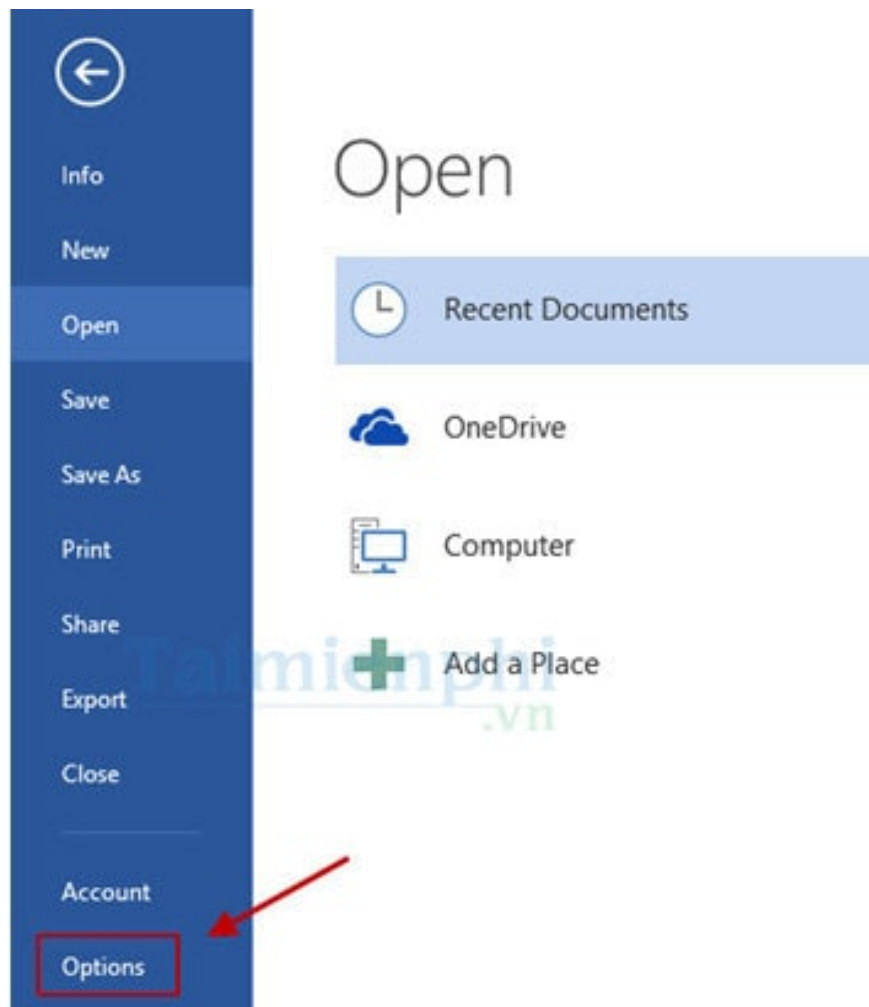 Info
New
Open
Save
Save As
Print
Share
Export
Close
Account
Options
Open
Recent Documents
OneDrive
Computer
Add a Place
Taimienphi
.vn